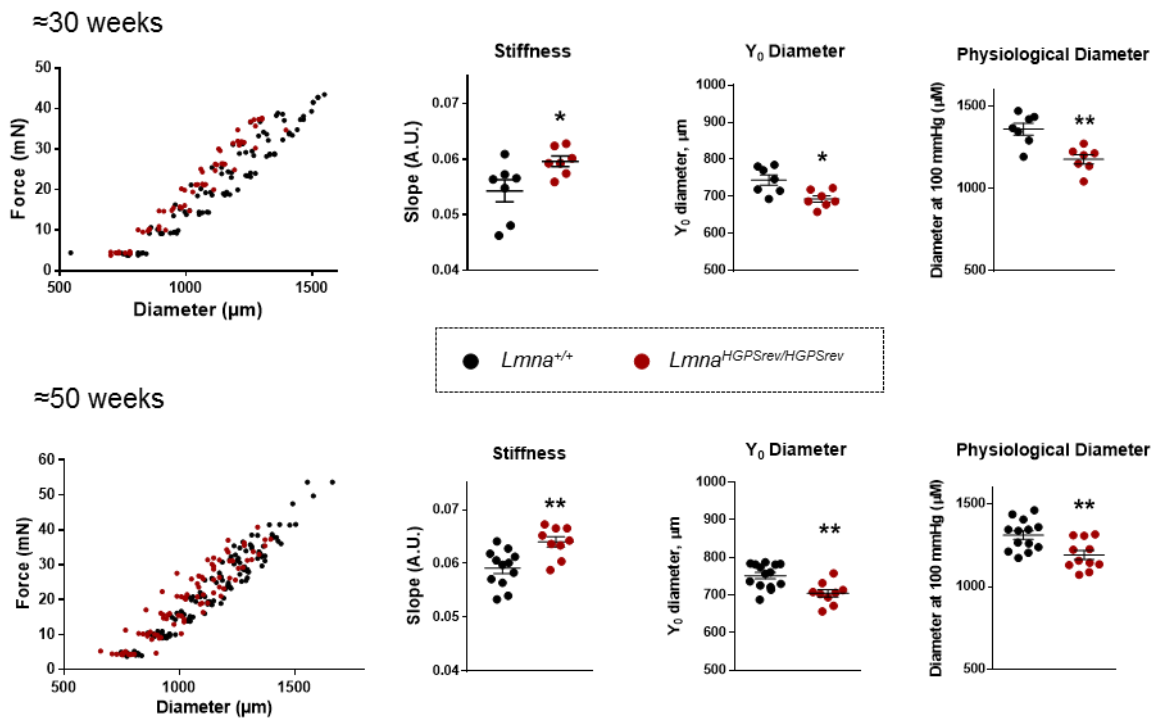 ≈30 weeks
Force (mN)
50
40
30
20
10
0
500
1000
1500
Diameter (µm)
Stiffness
Slope (A.U.)
0.07
0.06
0.05
0.04
*
Y₀ Diameter
Y₀ diameter, µm
1000
900
800
700
600
500
*
Physiological Diameter
Diameter at 100 mmHg (µM)
1500
1000
500
**
Lmna+/+
LmnaHGPSrev/HGPSrev
≈50 weeks
Force (mN)
60
50
40
30
20
10
0
500
1000
1500
Diameter (µm)
Stiffness
Slope (A.U.)
0.07
0.06
0.05
0.04
**
Y₀ Diameter
Y₀ diameter, µm
1000
900
800
700
600
500
**
Physiological Diameter
Diameter at 100 mmHg (µM)
1500
1000
500
**